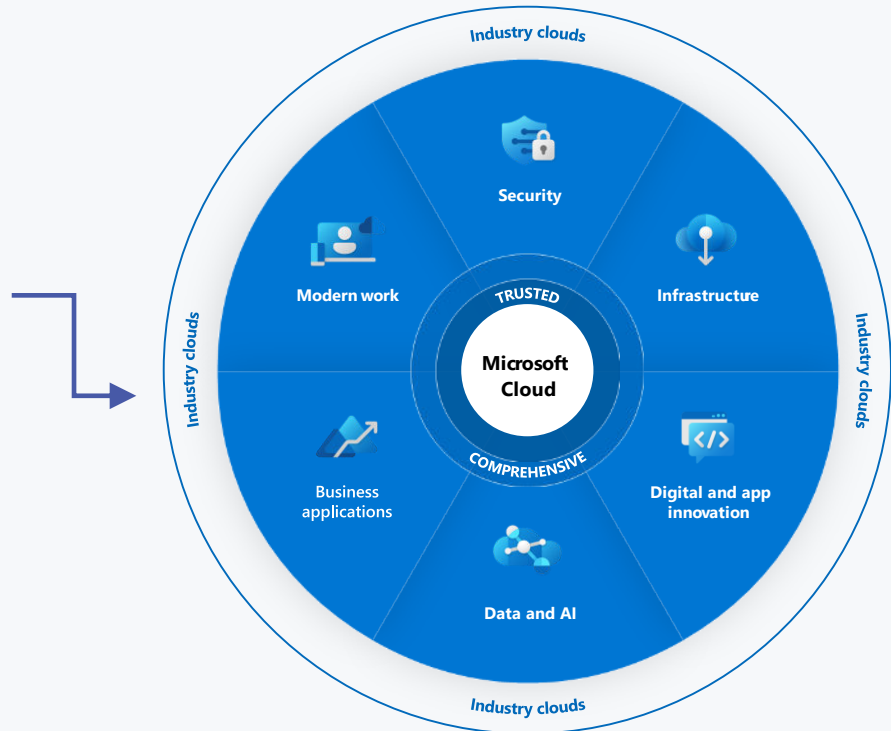 Industry clouds
Security
Modern work
Infrastructure
TRUSTED
Industry clouds
Microsoft
Cloud
Industry clouds
COMPREHENSIVE
Business
applications
Digital and app
innovation
Data and AI
Industry clouds